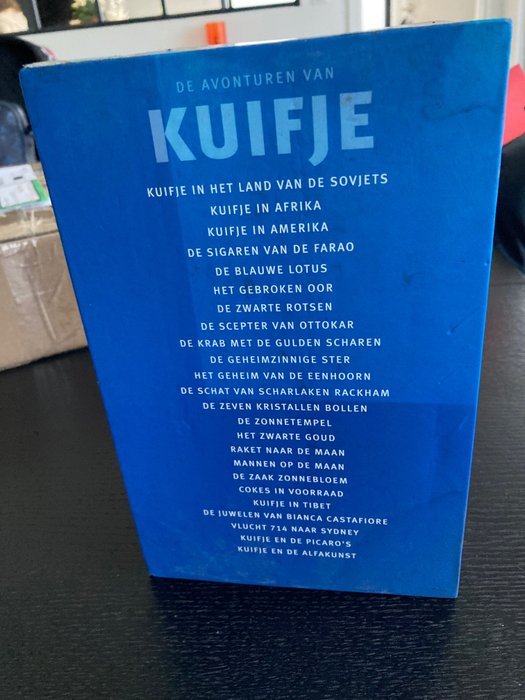 DE AVONTUREN VAN
KUIFJE
KUIFJE IN HET LAND VAN DE SOVJETS
KUIFJE IN AFRIKA
KUIFJE IN AMERIKA
DE SIGAREN VAN DE FARAO
DE BLAUWE LOTUS
HET GEBROKEN OOR
DE ZWARTE ROTSEN
DE SCEPTER VAN OTTOKAR
DE KRAB MET DE GULDEN SCHAREN
DE GEHEIMZINNIGE STER
HET GEHEIM VAN DE EENHOORN
DE SCHAT VAN SCHARLAKEN RACKHAM
DE ZEVEN KRISTALLEN BOLLEN
DE ZONNETEMPEL
HET ZWARTE GOUD
RAKET NAAR DE MAAN
MANNEN OP DE MAAN
DE ZAAK ZONNEBLOEM
COKES IN VOORRAAD
KUIFJE IN TIBET
DE JUWELEN VAN BIANCA CASTAFIORE
VLUCHT 714 NAAR SYDNEY
KUIFJE EN DE PICARO'S
KUIFJE EN DE ALFAKUNST